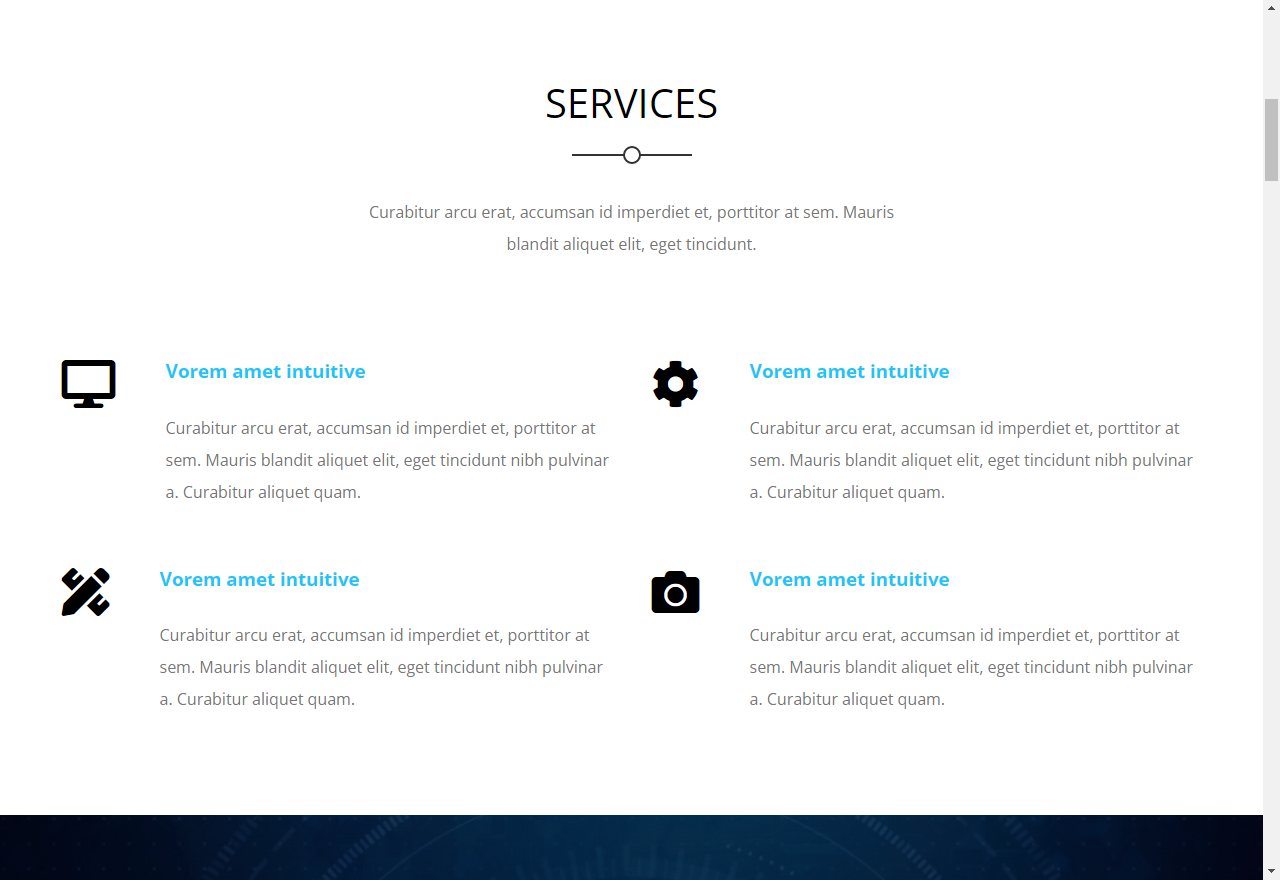 SERVICES
Curabitur arcu erat, accumsan id imperdiet et, porttitor at sem. Mauris
blandit aliquet elit, eget tincidunt.
Vorem amet intuitive
Curabitur arcu erat, accumsan id imperdiet et, porttitor at
sem. Mauris blandit aliquet elit, eget tincidunt nibh pulvinar
a. Curabitur aliquet quam.
Vorem amet intuitive
Curabitur arcu erat, accumsan id imperdiet et, porttitor at
sem. Mauris blandit aliquet elit, eget tincidunt nibh pulvinar
a. Curabitur aliquet quam.
Vorem amet intuitive
Curabitur arcu erat, accumsan id imperdiet et, porttitor at
sem. Mauris blandit aliquet elit, eget tincidunt nibh pulvinar
a. Curabitur aliquet quam.
Vorem amet intuitive
Curabitur arcu erat, accumsan id imperdiet et, porttitor at
sem. Mauris blandit aliquet elit, eget tincidunt nibh pulvinar
a. Curabitur aliquet quam.